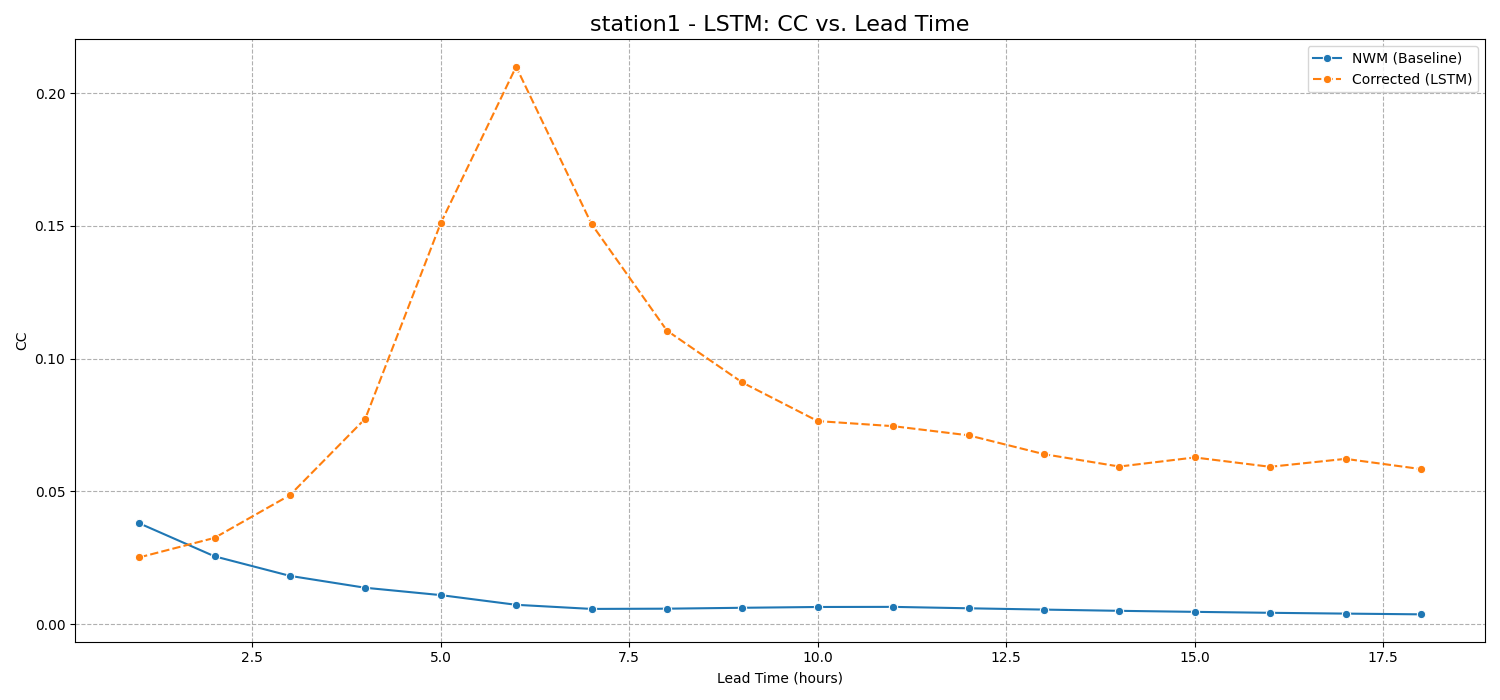 station1 - LSTM: CC vs. Lead Time
NWM (Baseline)
Corrected (LSTM)
0.20
0.15
0.10
0.05
0.00
CC
2.5 5.0 7.5 10.0 12.5 15.0 17.5
Lead Time (hours)